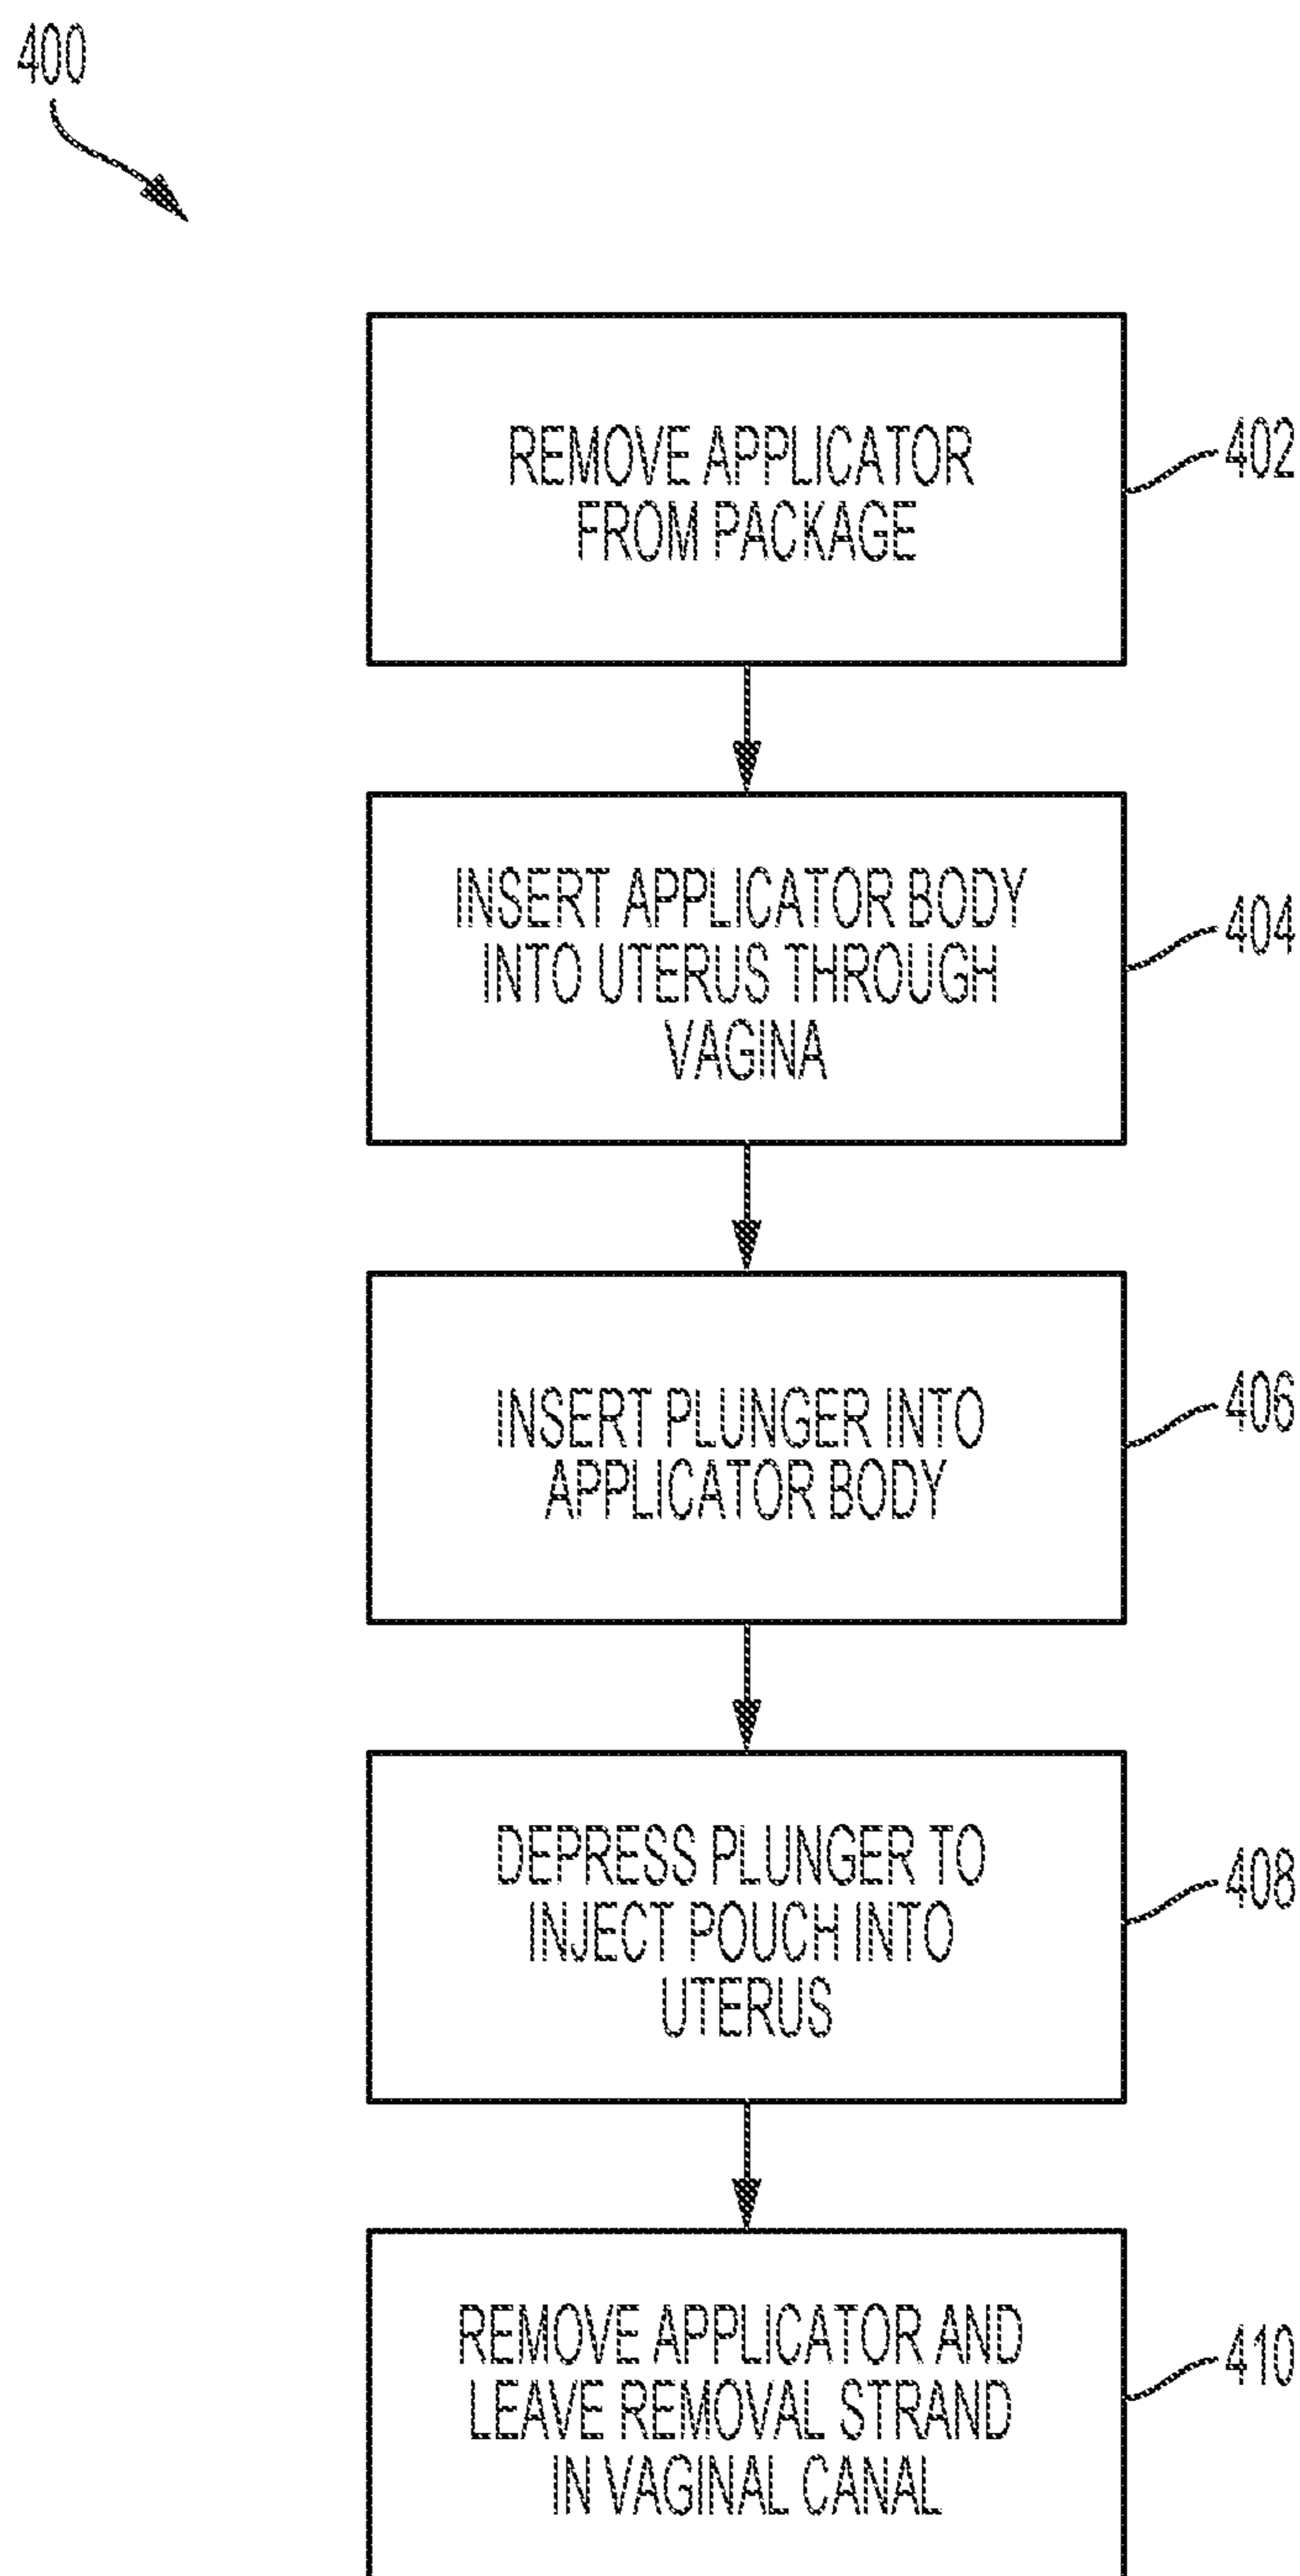 400
REMOVE APPLICATOR
FROM PACKAGE
402
INSERT APPLICATOR BODY
INTO UTERUS THROUGH
VAGINA
404
INSERT PLUNGER INTO
APPLICATOR BODY
406
DEPRESS PLUNGER TO
INJECT POUCH INTO
UTERUS
408
REMOVE APPLICATOR AND
LEAVE REMOVAL STRAND
IN VAGINAL CANAL
410